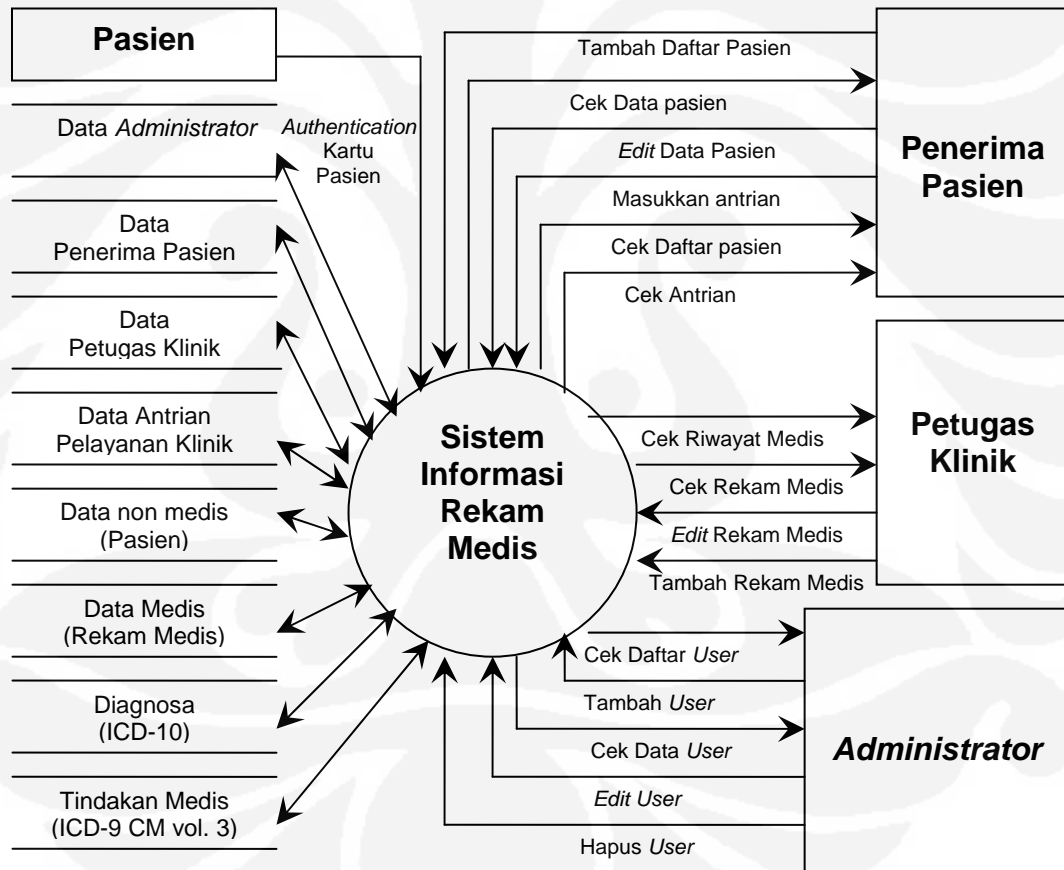 Pasien
Data Administrator
Authentication
Kartu
Pasien
Data
Penerima Pasien
Data
Petugas Klinik
Data Antrian
Pelayanan Klinik
Data non medis
(Pasien)
Data Medis
(Rekam Medis)
Diagnosa
(ICD-10)
Tindakan Medis
(ICD-9 CM vol. 3)
Sistem
Informasi
Rekam
Medis
Tambah Daftar Pasien
Cek Data pasien
Edit Data Pasien
Masukkan antrian
Cek Daftar pasien
Cek Antrian
Penerima
Pasien
Cek Riwayat Medis
Cek Rekam Medis
Edit Rekam Medis
Tambah Rekam Medis
Petugas
Klinik
Cek Daftar User
Tambah User
Cek Data User
Edit User
Hapus User
Administrator